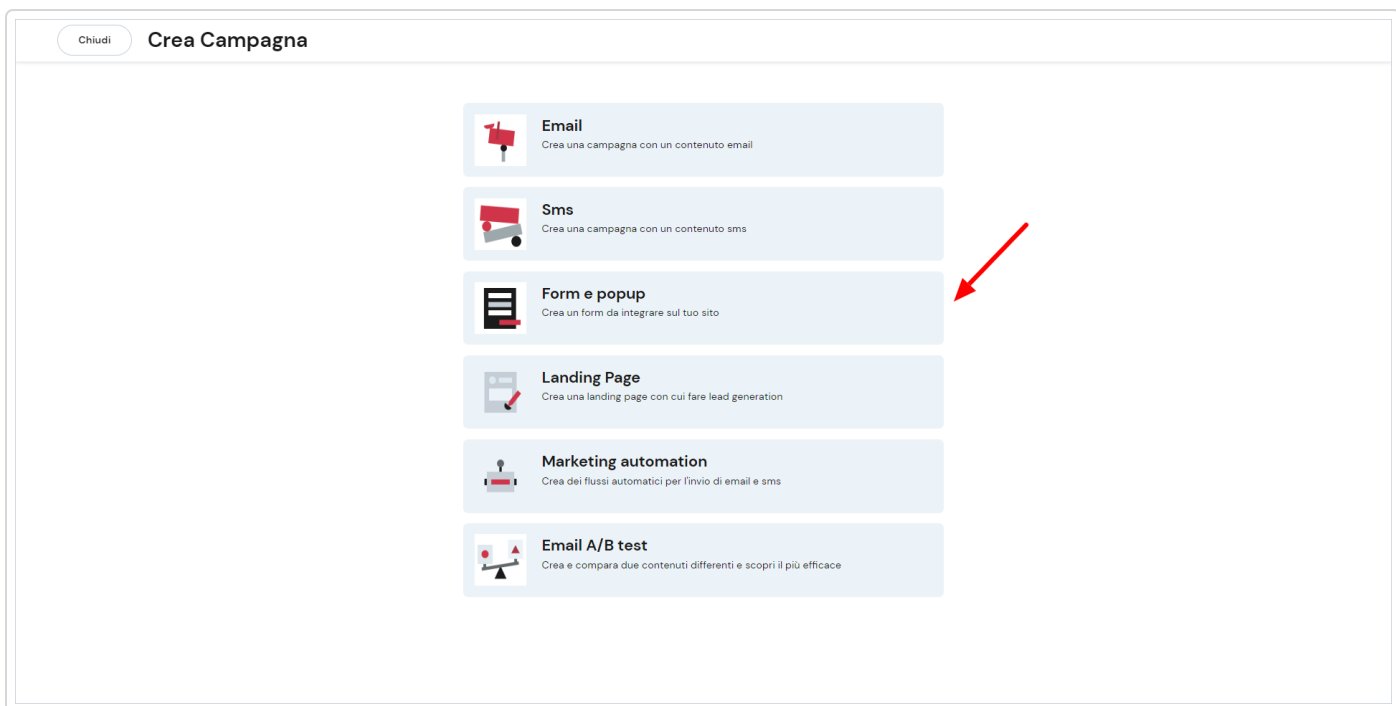 Chiudi
Crea Campagna
Email
Crea una campagna con un contenuto email
Sms
Crea una campagna con un contenuto sms
Form e popup
Crea un form da integrare sul tuo sito
Landing Page
Crea una landing page con cui fare lead generation
Marketing automation
Crea dei flussi automatici per l'invio di email e sms
Email A/B test
Crea e compara due contenuti differenti e scopri il più efficace